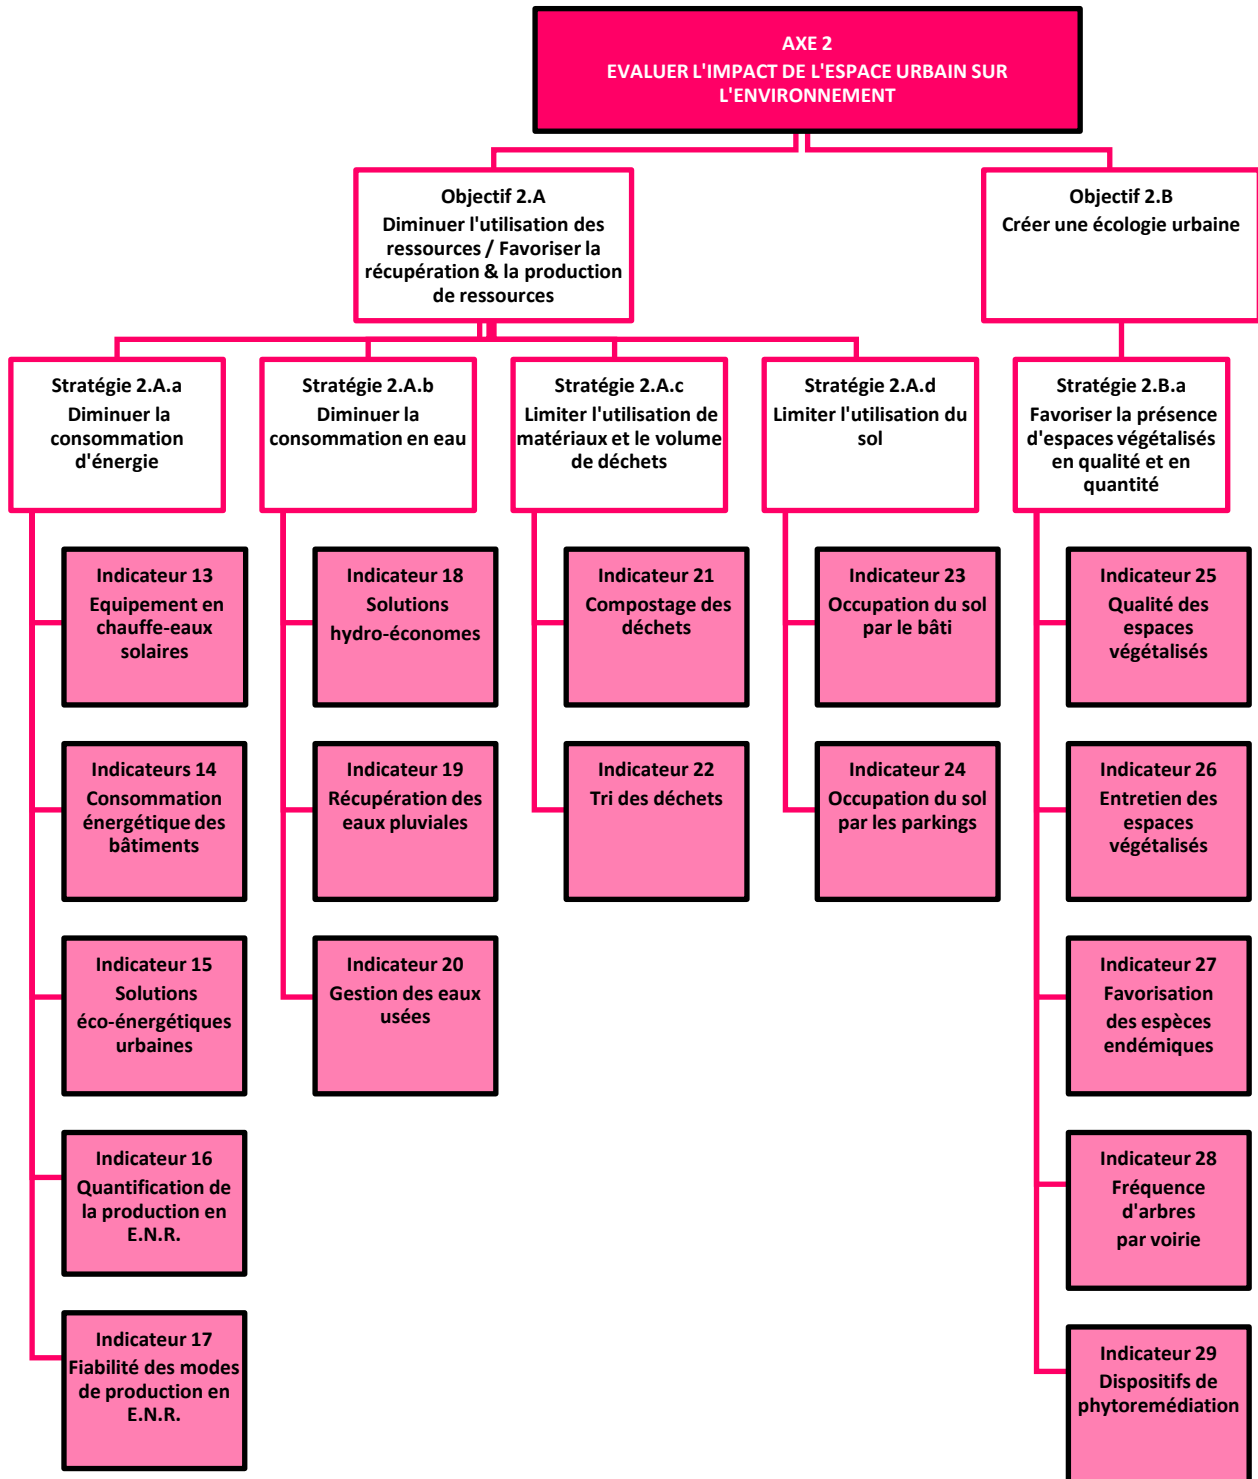 AXE 2
EVALUER L'IMPACT DE L'ESPACE URBAIN SUR
L'ENVIRONNEMENT
Objectif 2.A
Diminuer l'utilisation des
ressources / Favoriser la
récupération & la production
de ressources
Objectif 2.B
Créer une écologie urbaine
Stratégie 2.A.a
Diminuer la
consommation
d'énergie
Stratégie 2.A.b
Diminuer la
consommation en eau
Stratégie 2.A.c
Limiter l'utilisation de
matériaux et le volume
de déchets
Stratégie 2.A.d
Limiter l'utilisation du
sol
Stratégie 2.B.a
Favoriser la présence
d'espaces végétalisés
en qualité et en
quantité
Indicateur 13
Equipement en
chauffe-eaux
solaires
Indicateur 18
Solutions
hydro-économes
Indicateur 21
Compostage des
déchets
Indicateur 23
Occupation du sol
par le bâti
Indicateur 25
Qualité des
espaces
végétalisés
Indicateurs 14
Consommation
énergétique des
bâtiments
Indicateur 19
Récupération des
eaux pluviales
Indicateur 22
Tri des déchets
Indicateur 24
Occupation du sol
par les parkings
Indicateur 26
Entretien des
espaces
végétalisés
Indicateur 15
Solutions
éco-énergétiques
urbaines
Indicateur 20
Gestion des eaux
usées
Indicateur 27
Favorisation
des espèces
endémiques
Indicateur 16
Quantification de
la production en
E.N.R.
Indicateur 28
Fréquence
d'arbres
par voirie
Indicateur 17
Fiabilité des modes
de production en
E.N.R.
Indicateur 29
Dispositifs de
phytoremédiation